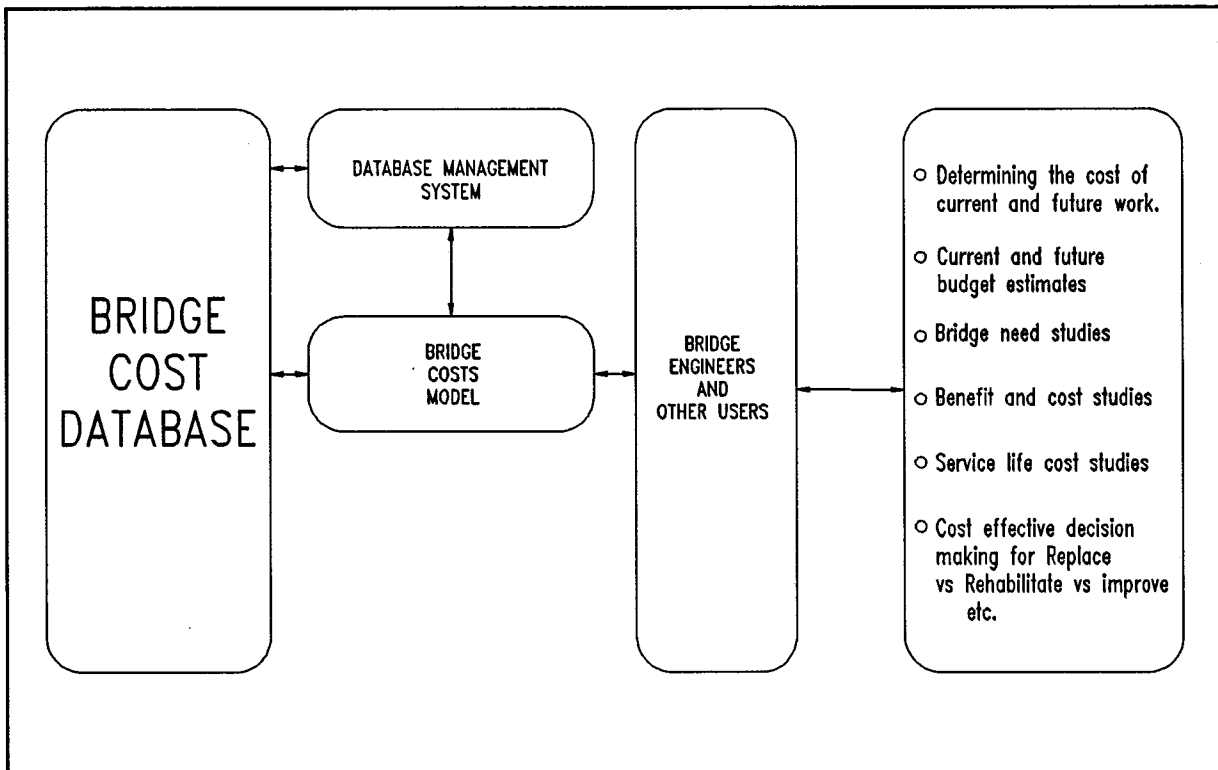 BRIDGE
COST
DATABASE
DATABASE MANAGEMENT
SYSTEM
BRIDGE
COSTS
MODEL
BRIDGE
ENGINEERS
AND
OTHER USERS
○ Determining the cost of
current and future work.
○ Current and future
budget estimates
○ Bridge need studies
○ Benefit and cost studies
○ Service life cost studies
○ Cost effective decision
making for Replace
vs Rehabilitate vs improve
etc.